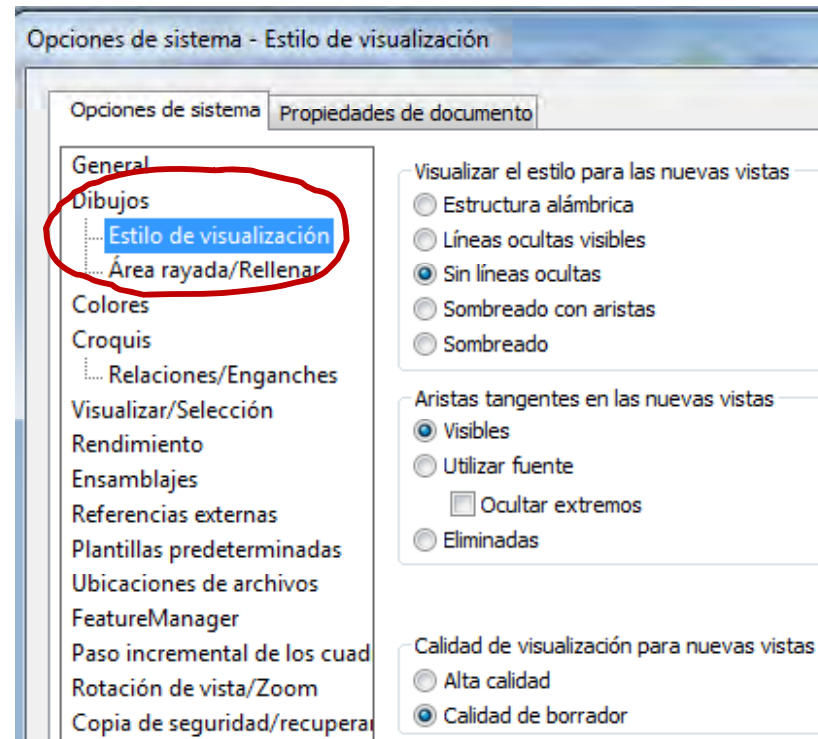 Opciones de sistema - Estilo de visualización
Opciones de sistema
Propiedades de documento
General
Dibujos
Estilo de visualización
Área rayada/Rellenar
Colores
Croquis
Relaciones/Enganches
Visualizar/Selección
Rendimiento
Ensamblajes
Referencias externas
Plantillas predeterminadas
Ubicaciones de archivos
FeatureManager
Paso incremental de los cuad
Rotación de vista/Zoom
Copia de seguridad/recuperar
Visualizar el estilo para las nuevas vistas
Estructura alámbrica
Líneas ocultas visibles
Sin líneas ocultas
Sombreado con aristas
Sombreado
Aristas tangentes en las nuevas vistas
Visibles
Utilizar fuente
Ocultar extremos
Eliminadas
Calidad de visualización para nuevas vistas
Alta calidad
Calidad de borrador